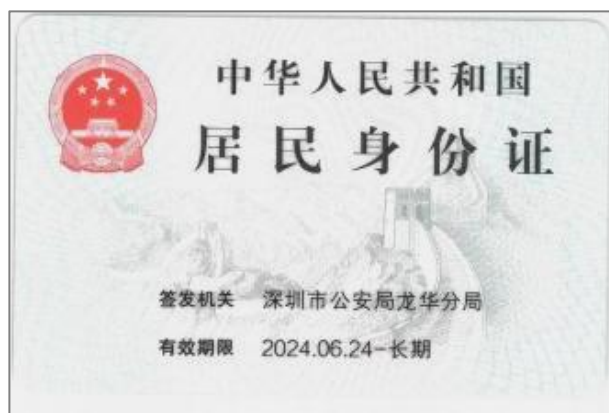 中华人民共和国
居民身份证
签发机关 深圳市公安局龙华分局
有效期限 2024.06.24-长期